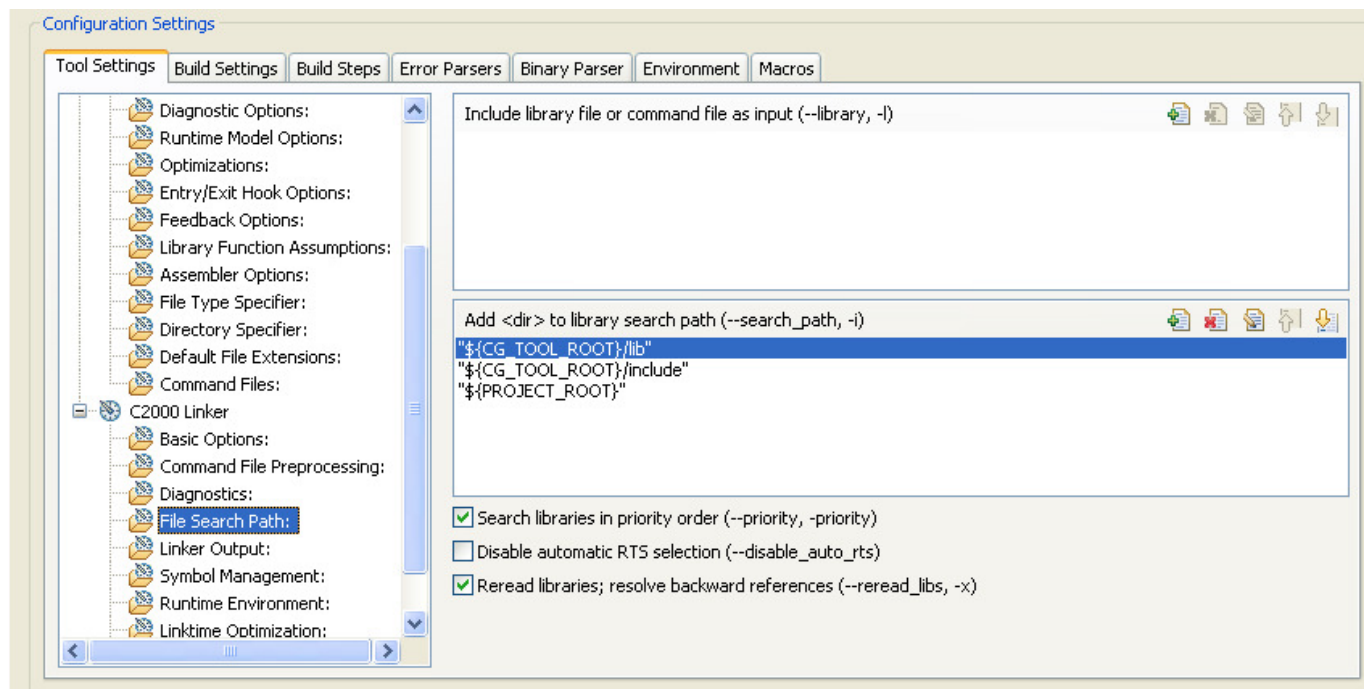 Configuration Settings
Tool Settings Build Settings Build Steps Error Parsers Binary Parser Environment Macros
Diagnostic Options:
Runtime Model Options:
Optimizations:
Entry/Exit Hook Options:
Feedback Options:
Library Function Assumptions:
Assembler Options:
File Type Specifier:
Directory Specifier:
Default File Extensions:
Command Files:
C2000 Linker
Basic Options:
Command File Preprocessing:
Diagnostics:
File Search Path:
Linker Output:
Symbol Management:
Runtime Environment:
Linktime Optimization:
Include library file or command file as input (--library, -l)
Add <dir> to library search path (--search_path, -i)
"${CG_TOOL_ROOT}/lib"
"${CG_TOOL_ROOT}/include"
"${PROJECT_ROOT}"
Search libraries in priority order (--priority, -priority)
Disable automatic RTS selection (--disable_auto_rts)
Reread libraries; resolve backward references (--reread_libs, -x)